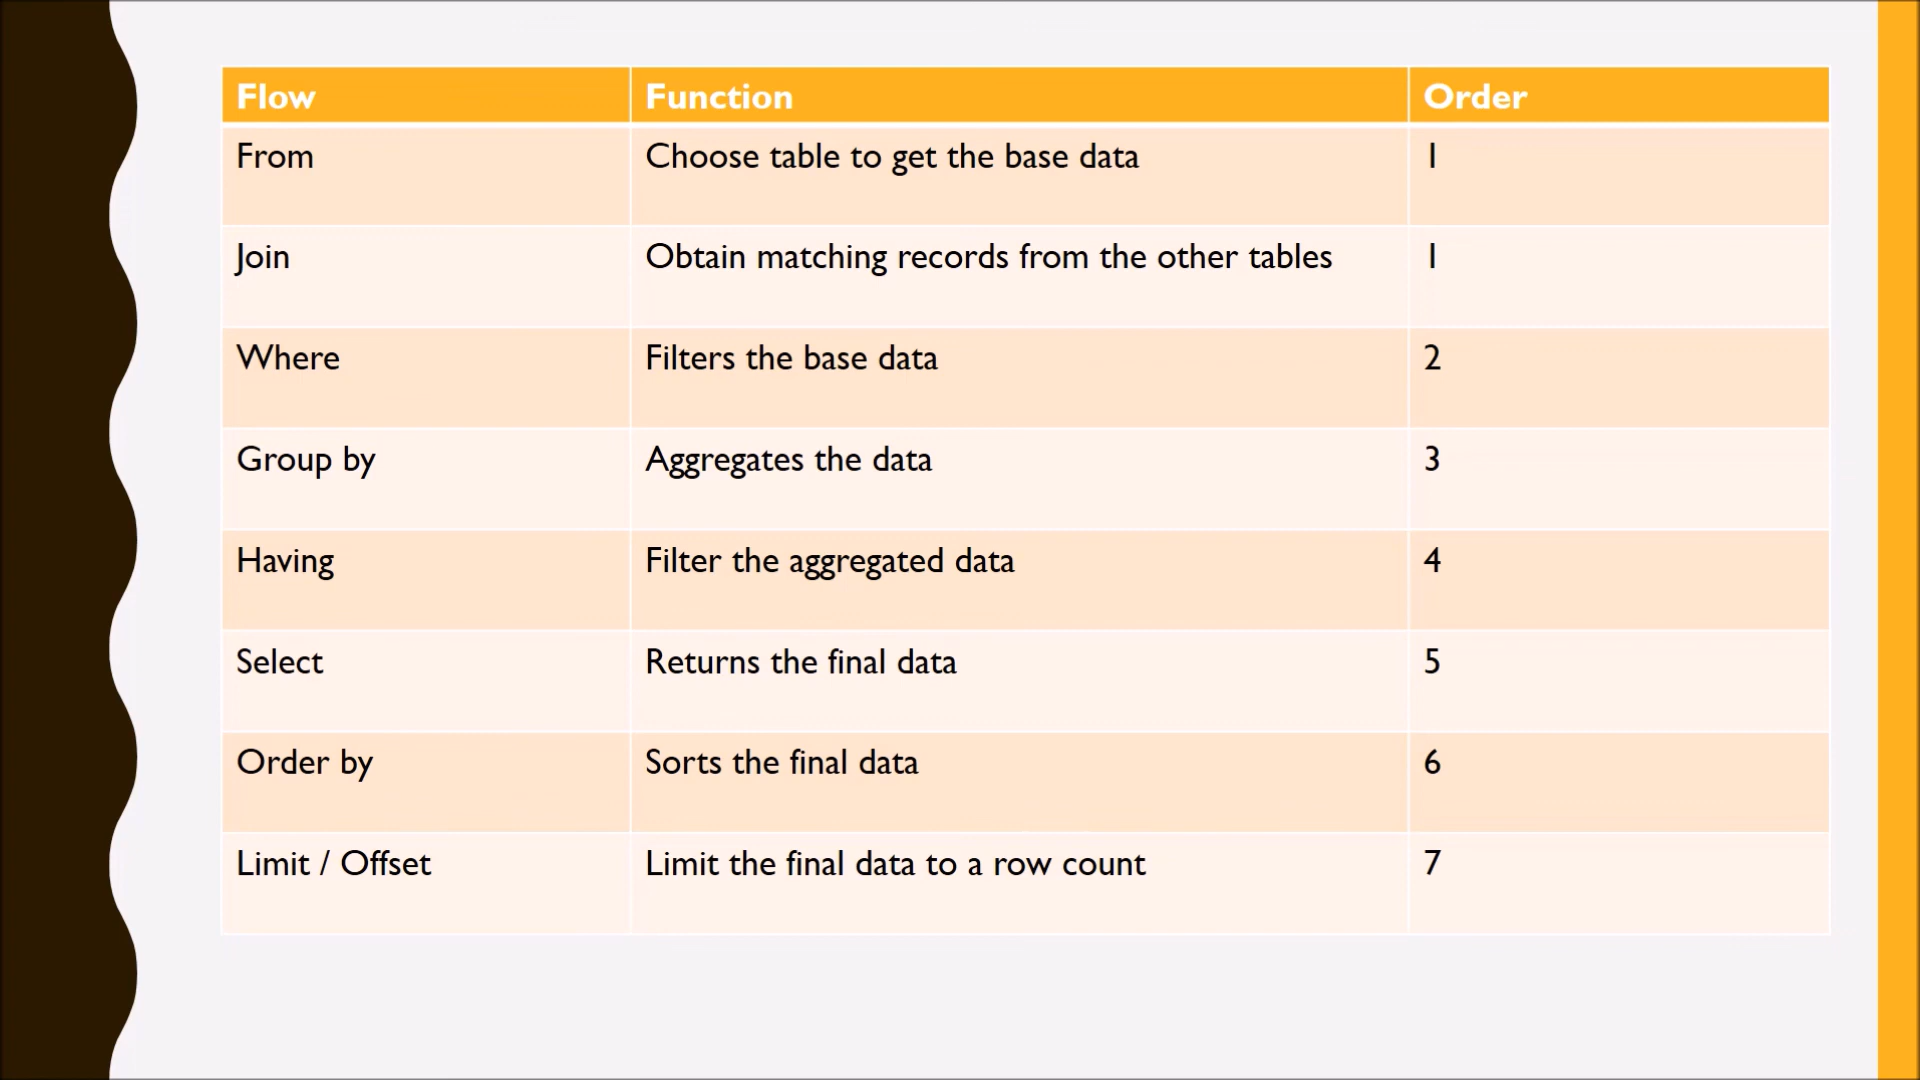 Flow Function Order
From Choose table to get the base data 1
Join Obtain matching records from the other tables 1
Where Filters the base data 2
Group by Aggregates the data 3
Having Filter the aggregated data 4
Select Returns the final data 5
Order by Sorts the final data 6
Limit / Offset Limit the final data to a row count 7